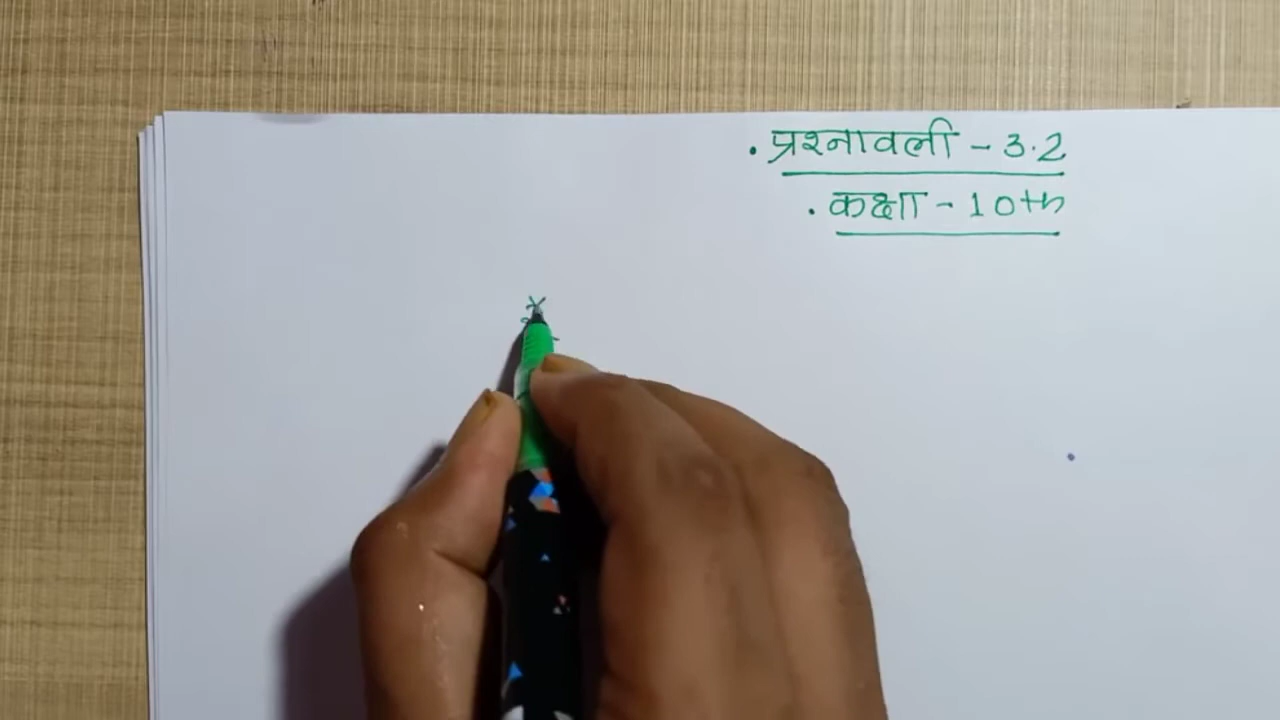 . प्रश्नावली - 3.2
. कक्षा - 10th